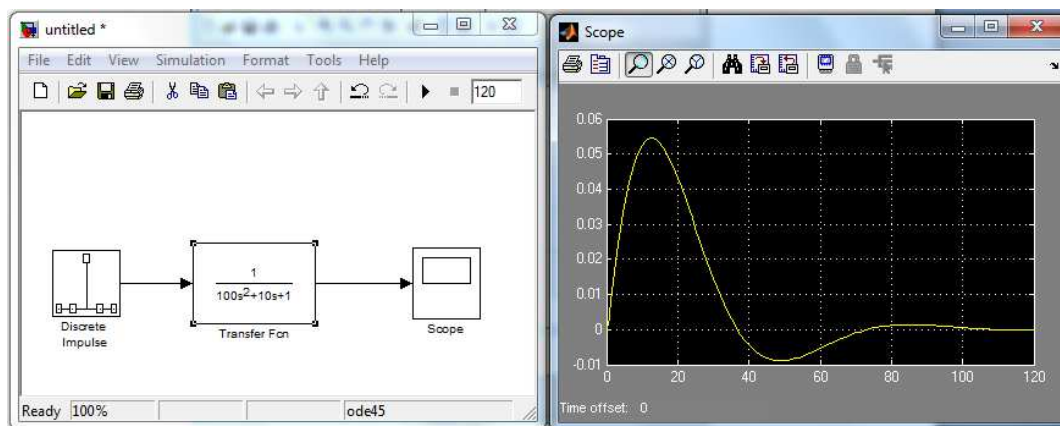 untitled *
File Edit View Simulation Format Tools Help
120
Discrete
Impulse
1
100s²+10s+1
Transfer Fcn
Scope
Ready 100% ode45
Scope
0.06
0.05
0.04
0.03
0.02
0.01
0
-0.01
0 20 40 60 80 100 120
Time offset: 0